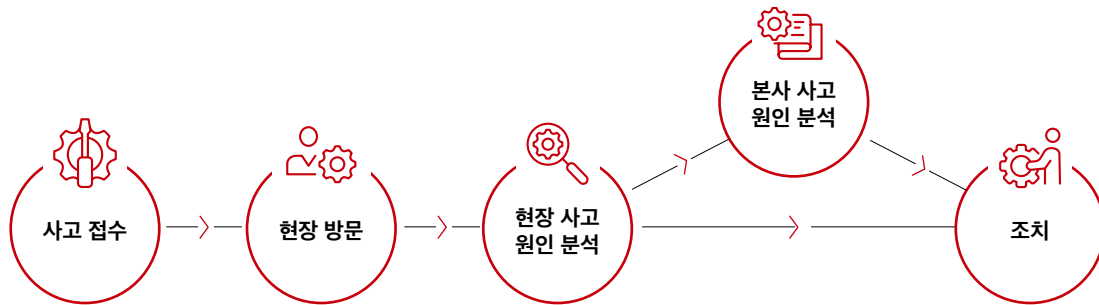 사고 접수
현장 방문
현장 사고
원인 분석
본사 사고
원인 분석
조치